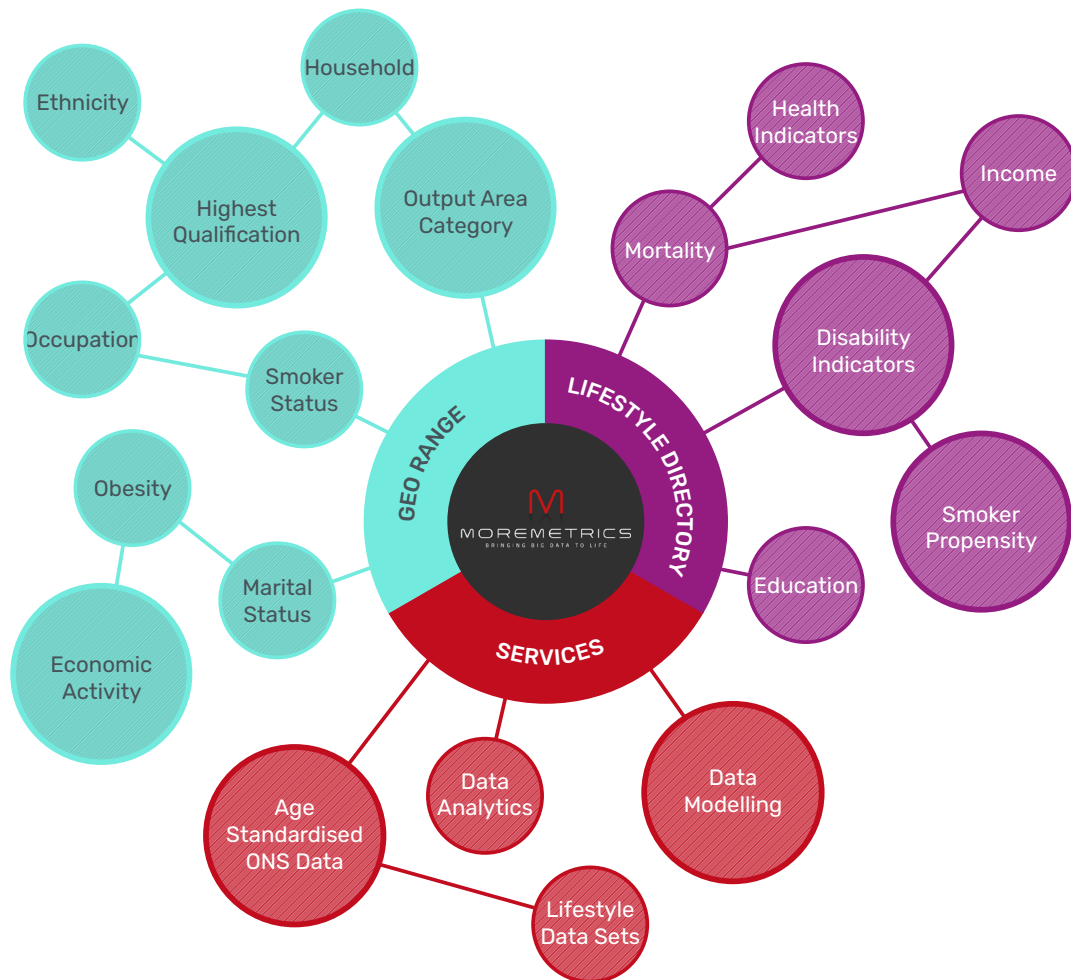 Household
Ethnicity
Highest
Qualification
Output Area
Category
Occupation
Smoker
Status
Obesity
Marital
Status
Economic
Activity
GEO RANGE
Health
Indicators
Income
Mortality
Disability
Indicators
Smoker
Propensity
Education
LIFESTYLE DIRECTORY
MOREMETRICS
BRINGING BIG DATA TO LIFE
SERVICES
Age
Standardised
ONS Data
Data
Analytics
Data
Modelling
Lifestyle
Data Sets